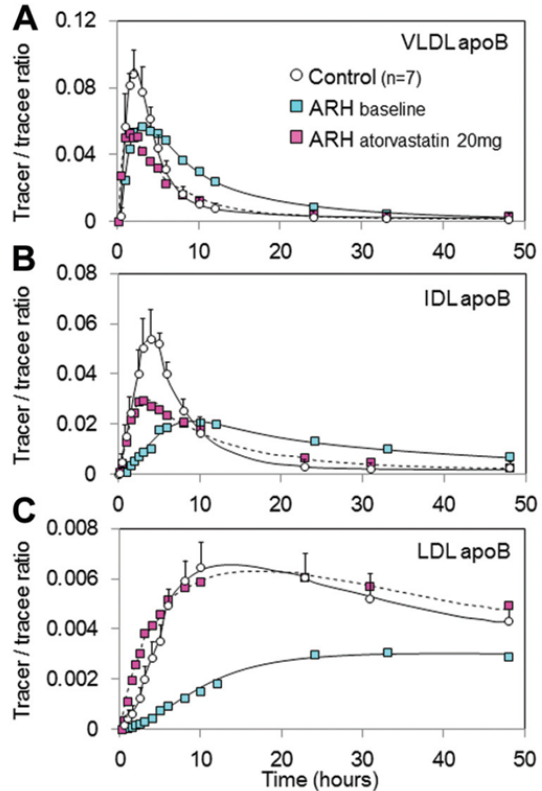 A
VLDL apoB
Tracer / tracee ratio
0.12
0.08
0.04
0
Control (n=7)
ARH baseline
ARH atorvastatin 20mg
0 10 20 30 40 50
B
IDL apoB
Tracer / tracee ratio
0.08
0.06
0.04
0.02
0
0 10 20 30 40 50
C
LDL apoB
Tracer / tracee ratio
0.008
0.006
0.004
0.002
0
0 10 20 30 40 50
Time (hours)